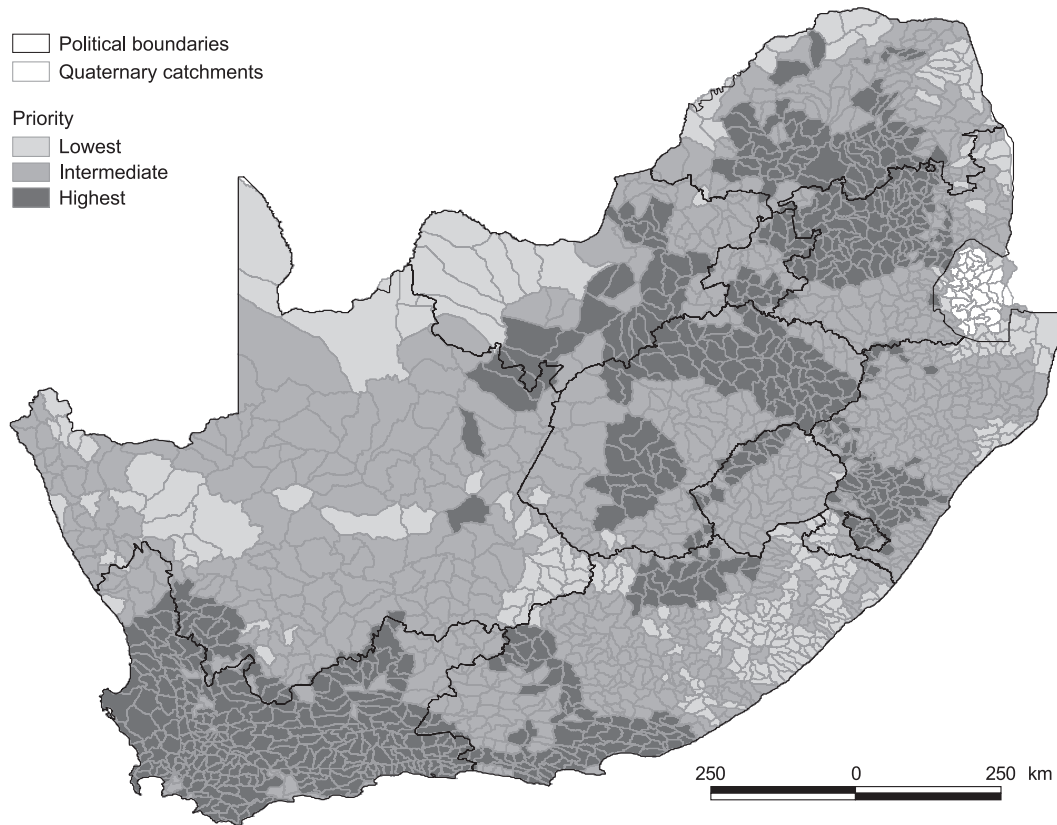 Political boundaries
Quaternary catchments
Priority
Lowest
Intermediate
Highest
250 0 250 km